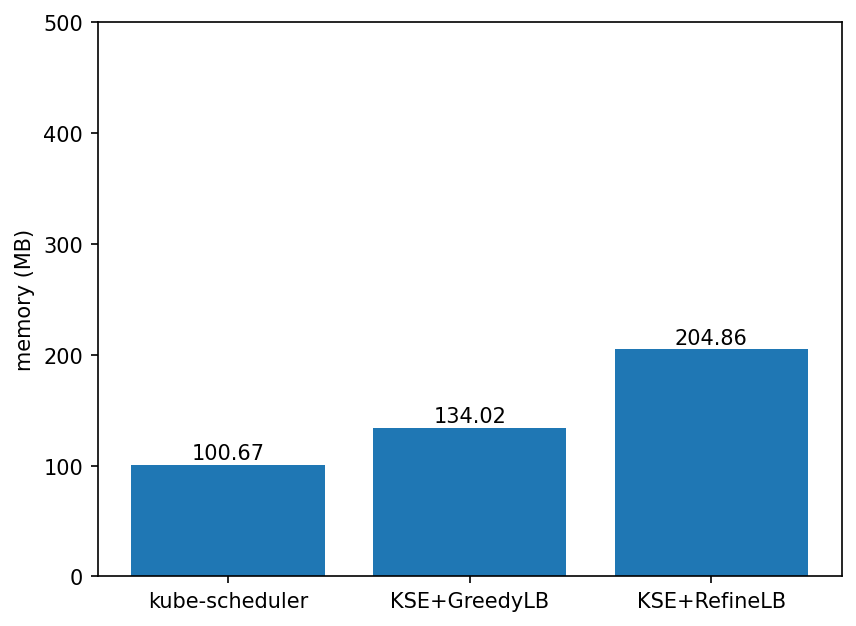 500
400
300
200
100
0
memory (MB)
100.67
134.02
204.86
kube-scheduler
KSE+GreedyLB
KSE+RefineLB